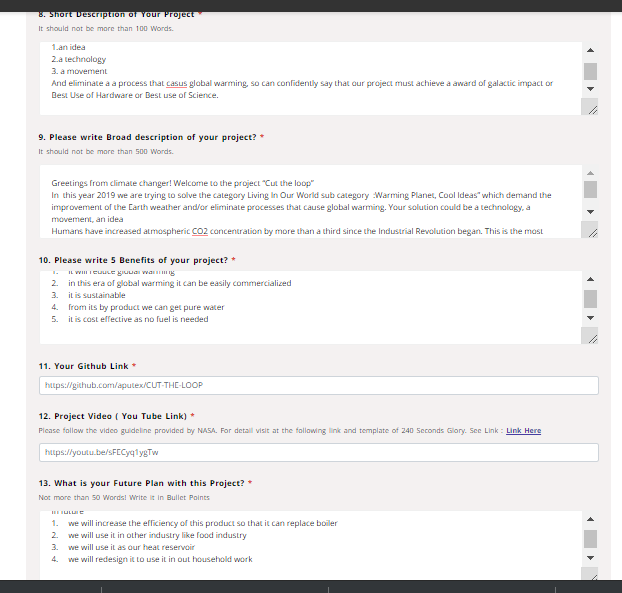 8. Short Description of Your Project *
It should not be more than 100 Words.
1.an idea
2.a technology
3. a movement
And eliminate a a process that casus global warming, so can confidently say that our project must achieve a award of galactic impact or
Best Use of Hardware or Best use of Science.
9. Please write Broad description of your project? *
It should not be more than 500 Words.
Greetings from climate changer! Welcome to the project "Cut the loop"
In this year 2019 we are trying to solve the category Living In Our World sub category :Warming Planet, Cool Ideas" which demand the
improvement of the Earth weather and/or eliminate processes that cause global warming. Your solution could be a technology, a
movement, an idea
Humans have increased atmospheric CO2 concentration by more than a third since the Industrial Revolution began. This is the most
10. Please write 5 Benefits of your project? *
1. it will reduce global warming
2. in this era of global warming it can be easily commercialized
3. it is sustainable
4. from its by product we can get pure water
5. it is cost effective as no fuel is needed
11. Your Github Link *
https://github.com/aputex/CUT-THE-LOOP
12. Project Video ( You Tube Link) *
Please follow the video guideline provided by NASA. For detail visit at the following link and template of 240 Seconds Glory. See Link : Link Here
https://youtu.be/sFECyq1ygTw
13. What is your Future Plan with this Project? *
Not more than 50 Words! Write it in Bullet Points
in future
1. we will increase the efficiency of this product so that it can replace boiler
2. we will use it in other industry like food industry
3. we will use it as our heat reservoir
4. we will redesign it to use it in out household work